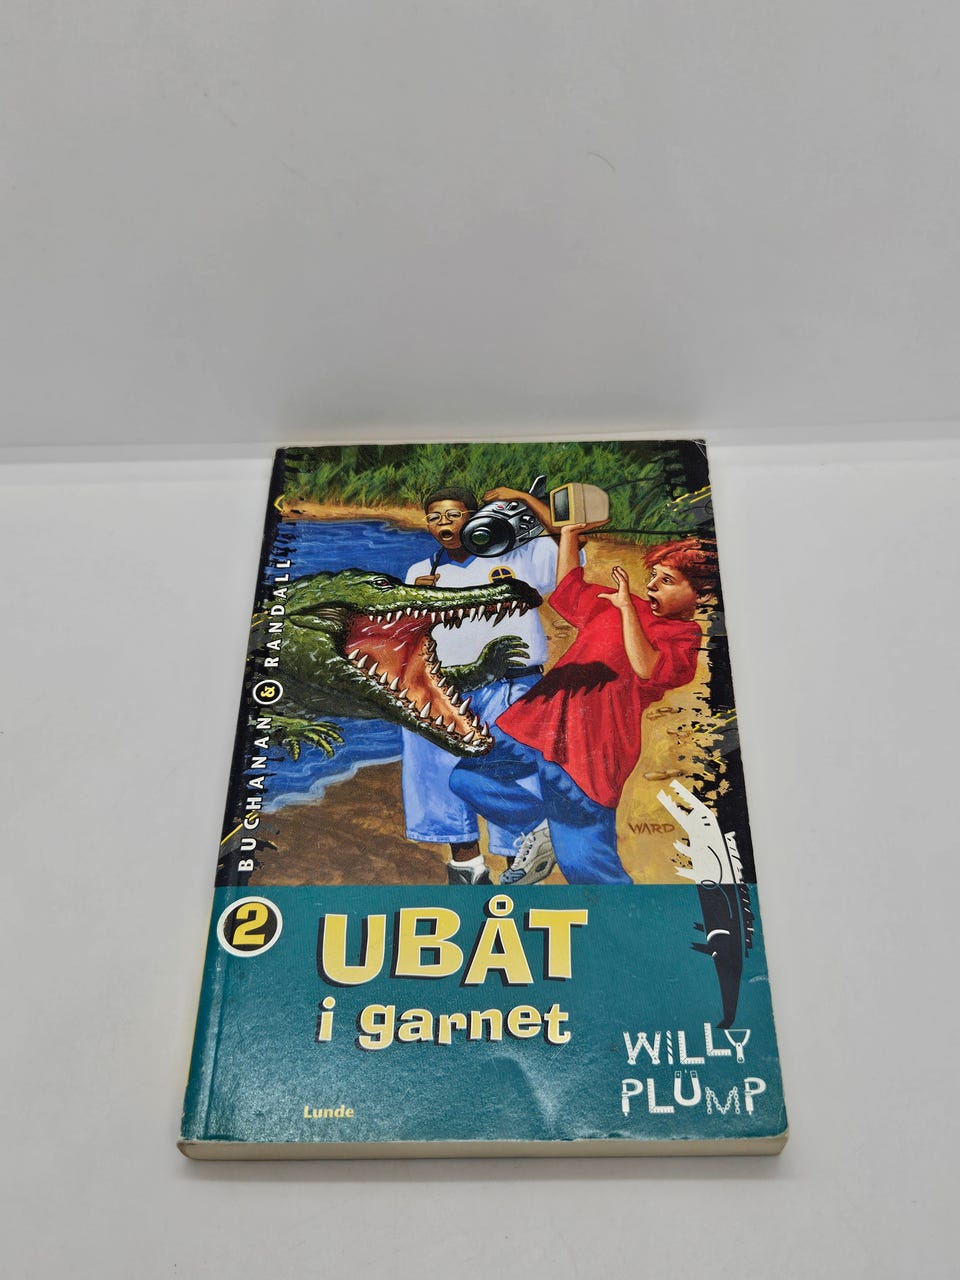 BUCHANAN & RANDALL
WARD
2
UBÅT
i garnet
WILLY
PLÜMP
Lunde